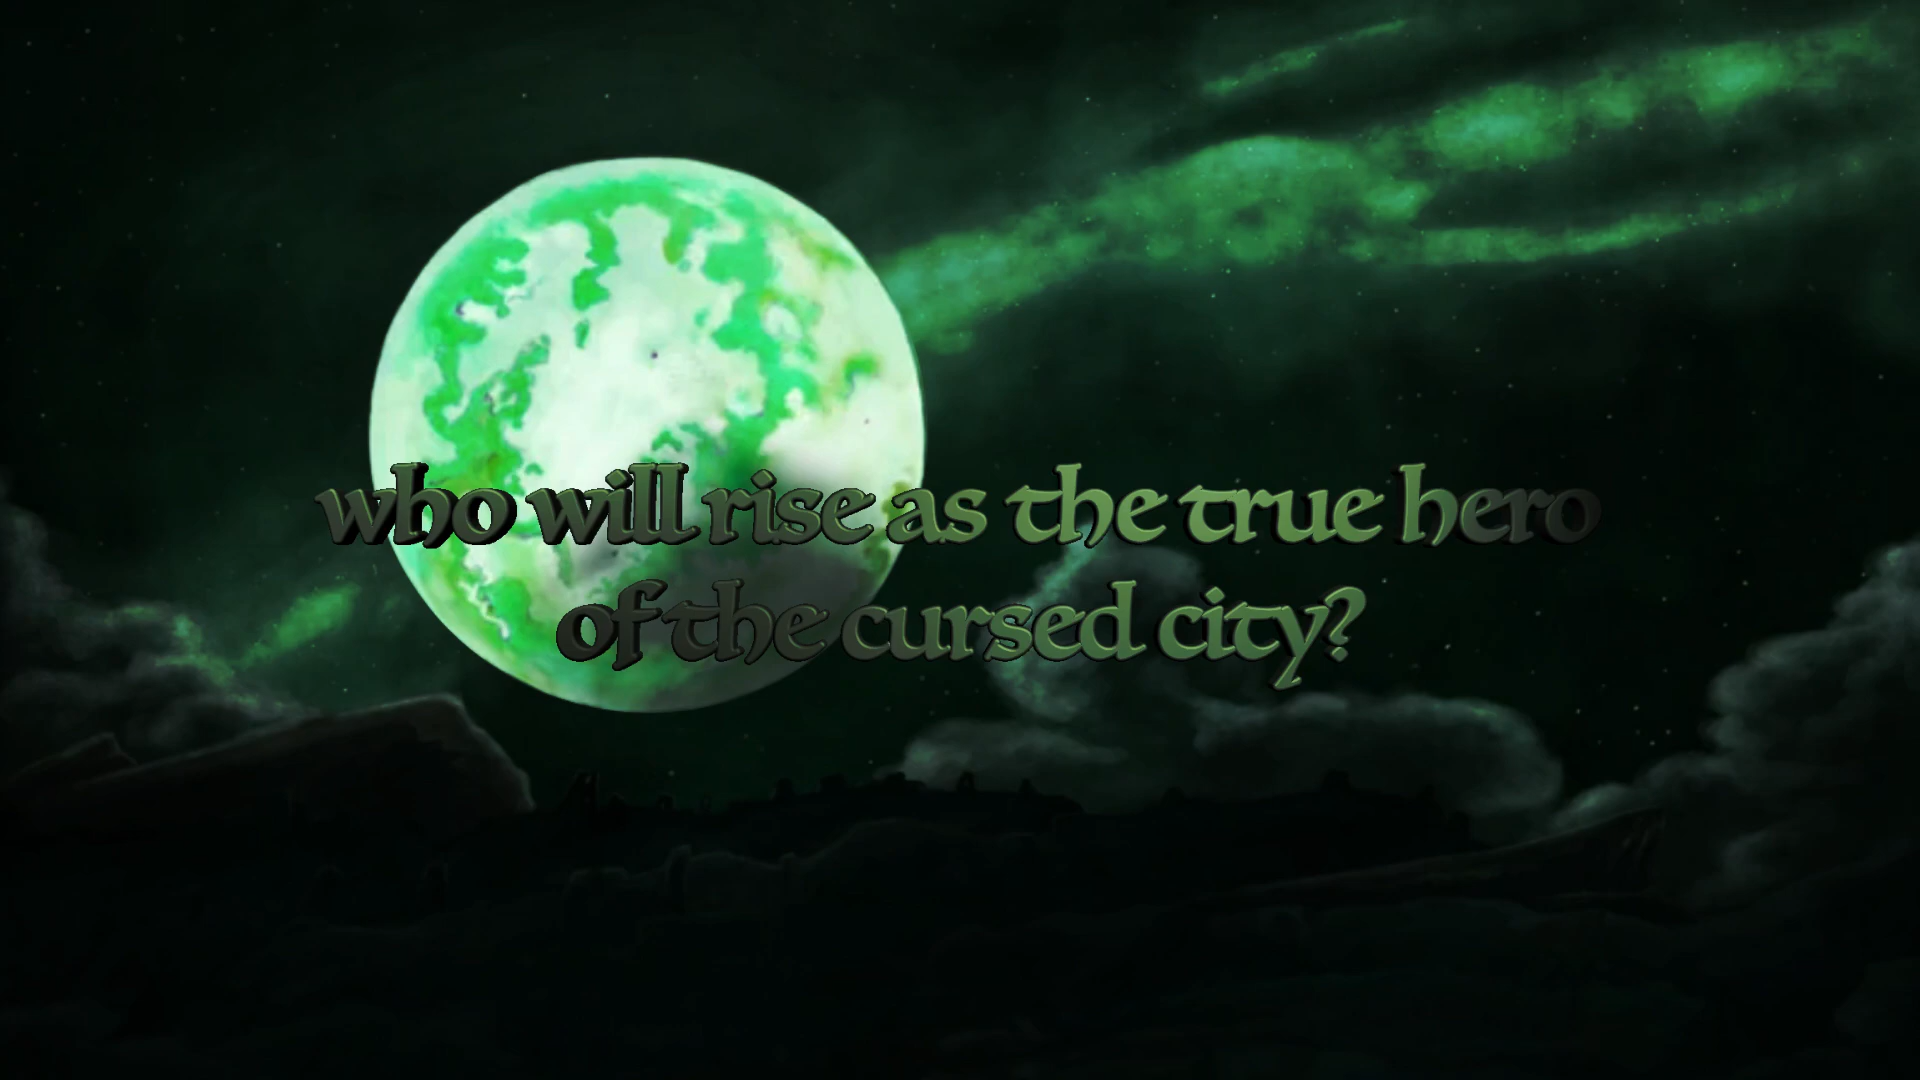 who will rise as the true hero
of the cursed city?